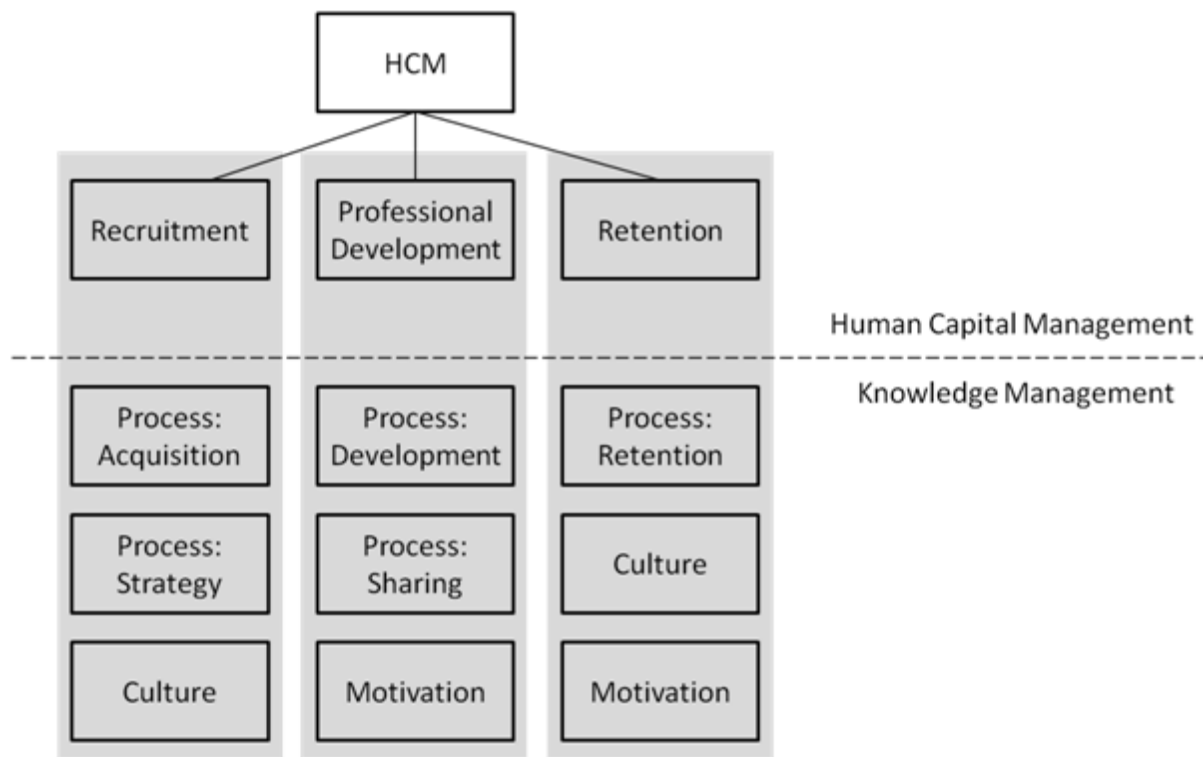 HCM
Recruitment
Professional
Development
Retention
Human Capital Management
Knowledge Management
Process:
Acquisition
Process:
Development
Process:
Retention
Process:
Strategy
Process:
Sharing
Culture
Culture
Motivation
Motivation